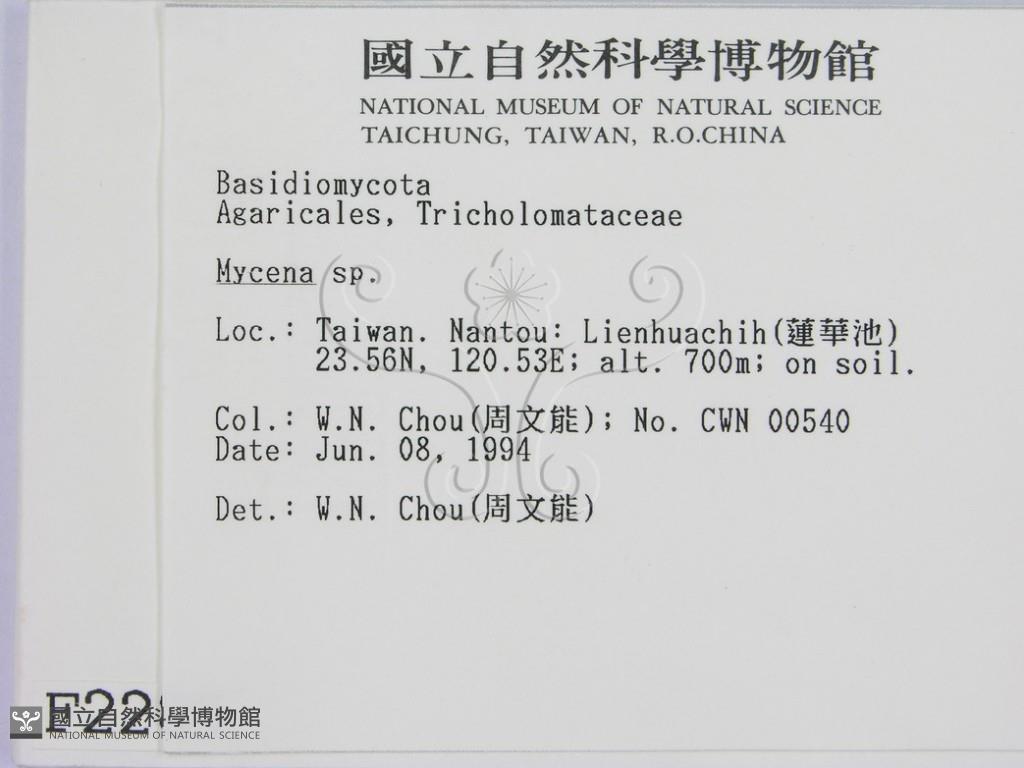 國立自然科學博物館
NATIONAL MUSEUM OF NATURAL SCIENCE
TAICHUNG, TAIWAN, R.O.CHINA
Basidiomycota
Agaricales, Tricholomataceae
Mycena sp.
Loc.: Taiwan. Nantou: Lienhuachih(蓮華池)
23.56N, 120.53E; alt. 700m; on soil.
Col.: W.N. Chou(周文能); No. CWN 00540
Date: Jun. 08, 1994
Det.: W.N. Chou(周文能)
國立自然科學博物館
NATIONAL MUSEUM OF NATURAL SCIENCE